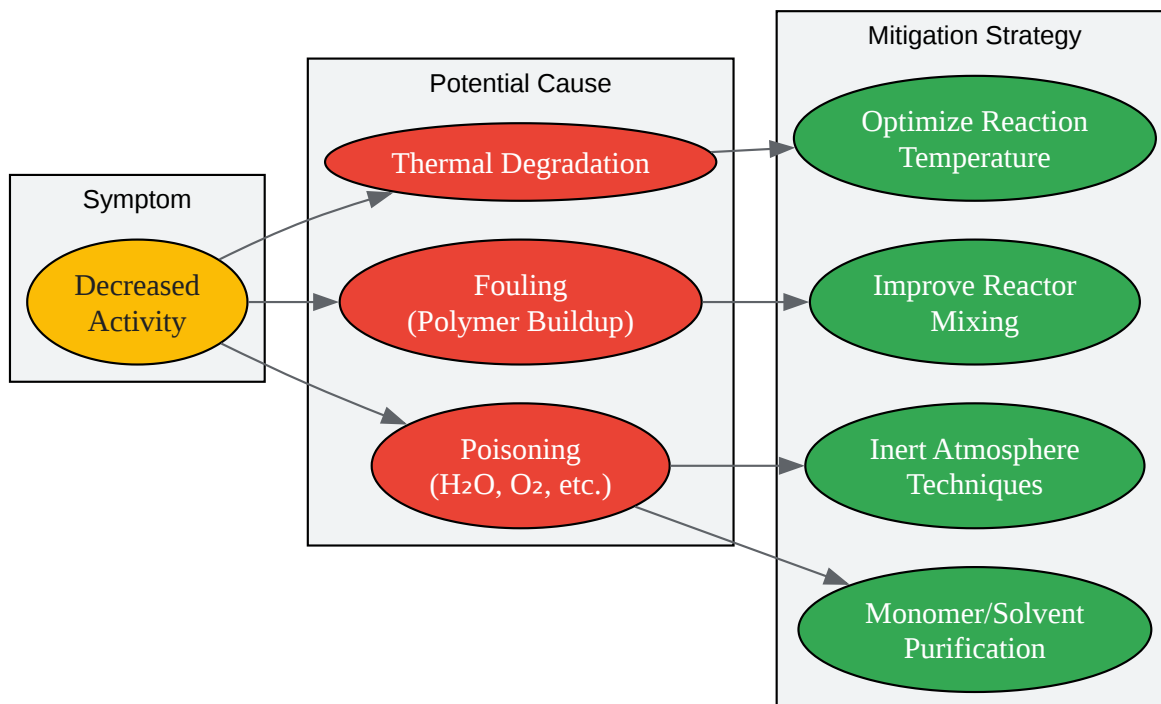 Symptom
Decreased
Activity
Potential Cause
Thermal Degradation
Fouling
(Polymer Buildup)
Poisoning
(H₂O, O₂, etc.)
Mitigation Strategy
Optimize Reaction
Temperature
Improve Reactor
Mixing
Inert Atmosphere
Techniques
Monomer/Solvent
Purification